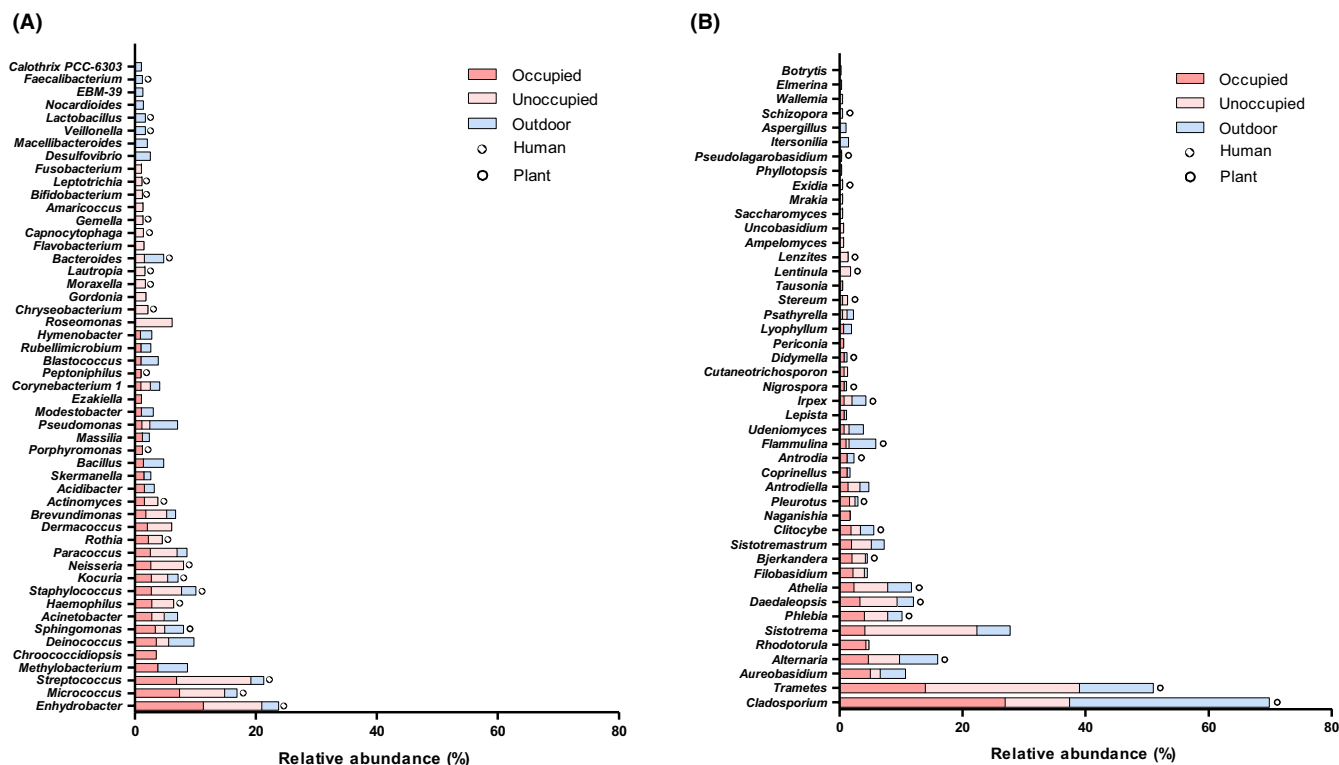 (A)
Calothrix PCC-6303
Faecalibacterium
EBM-39
Nocardioides
Lactobacillus
Veillonella
Macellibacteroides
Desulfovibrio
Fusobacterium
Leptotrichia
Bifidobacterium
Amaricoccus
Gemella
Capnocytophaga
Flavobacterium
Bacteroides
Lautropia
Moraxella
Gordonia
Chryseobacterium
Roseomonas
Hymenobacter
Rubellimicrobium
Blastococcus
Peptoniphilus
Corynebacterium 1
Ezakiella
Modestobacter
Pseudomonas
Massilia
Porphyromonas
Bacillus
Skermanella
Acidibacter
Actinomyces
Brevundimonas
Dermacoccus
Rothia
Paracoccus
Neisseria
Kocuria
Staphylococcus
Haemophilus
Acinetobacter
Sphingomonas
Deinococcus
Chroococcidiopsis
Methylobacterium
Streptococcus
Micrococcus
Enhydrobacter
Occupied
Unoccupied
Outdoor
Human
Plant
0 20 40 60 80
Relative abundance (%)
(B)
Botrytis
Elmerina
Wallemia
Schizopora
Aspergillus
Itersonilia
Pseudolagarobasidium
Phyllotopsis
Exidia
Mrakia
Saccharomyces
Uncobasidium
Ampelomyces
Lenzites
Lentinula
Tausonia
Stereum
Psathyrella
Lyophyllum
Periconia
Didymella
Cutaneotrichosporon
Nigrospora
Irpex
Lepista
Udeniomyces
Flammulina
Antrodia
Coprinellus
Antrodiella
Pleurotus
Naganishia
Clitocybe
Sistotremastrum
Bjerkandera
Filobasidium
Athelia
Daedaleopsis
Phlebia
Sistotrema
Rhodotorula
Alternaria
Aureobasidium
Trametes
Cladosporium
Occupied
Unoccupied
Outdoor
Human
Plant
0 20 40 60 80
Relative abundance (%)